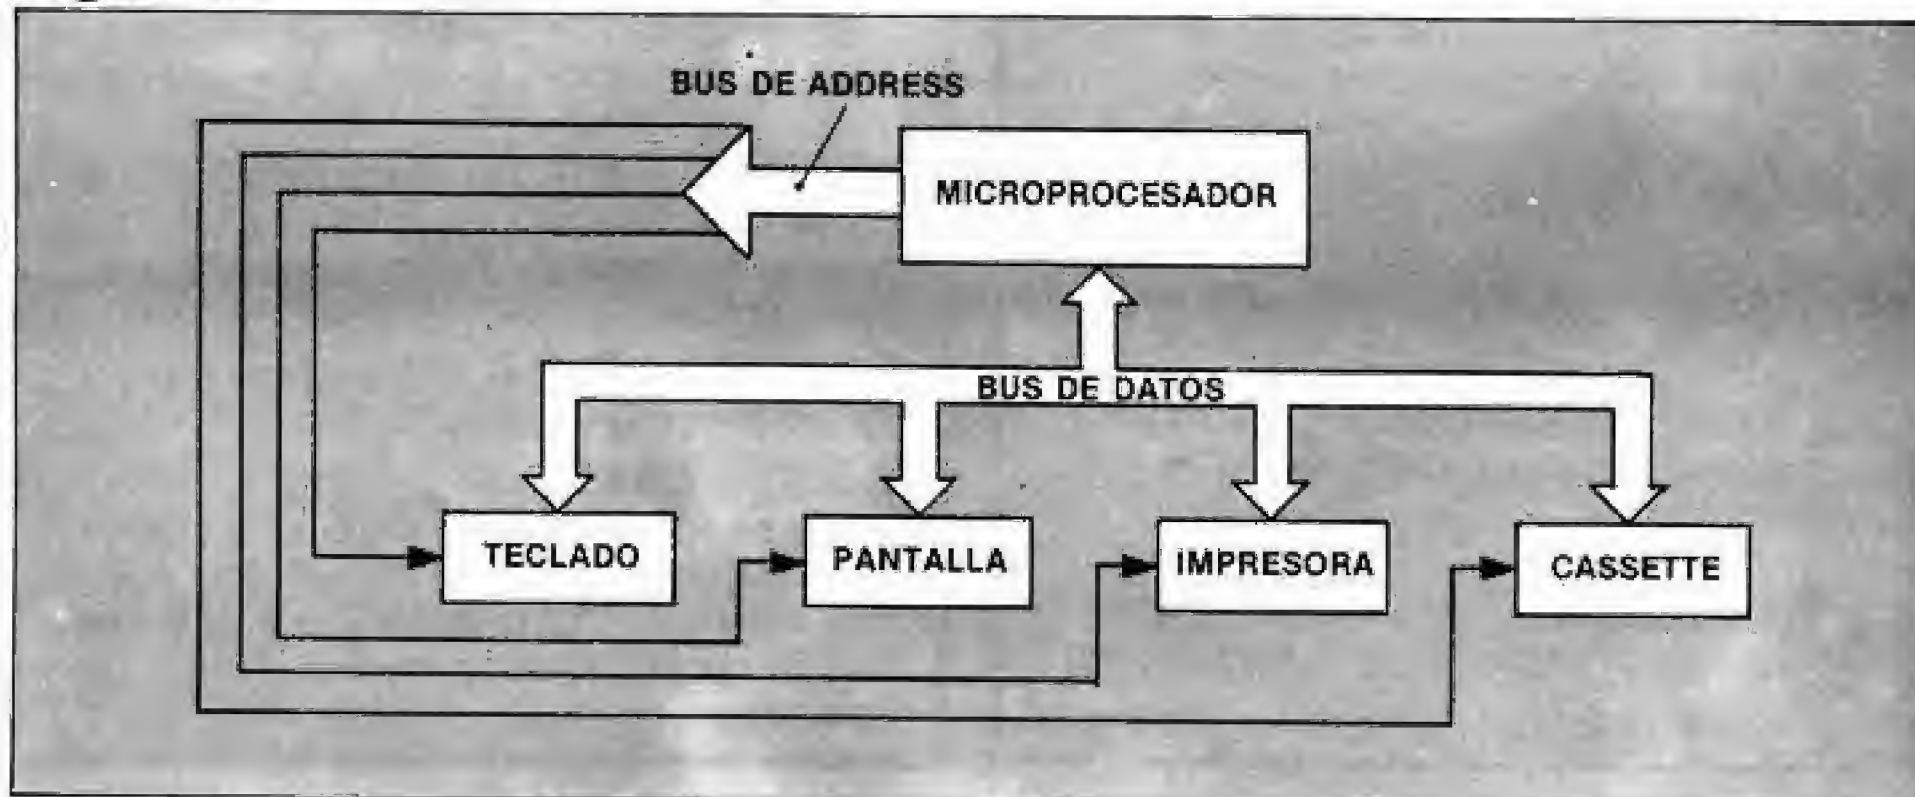 BUS DE ADDRESS
MICROPROCESADOR
BUS DE DATOS
TECLADO
PANTALLA
IMPRESORA
CASSETTE